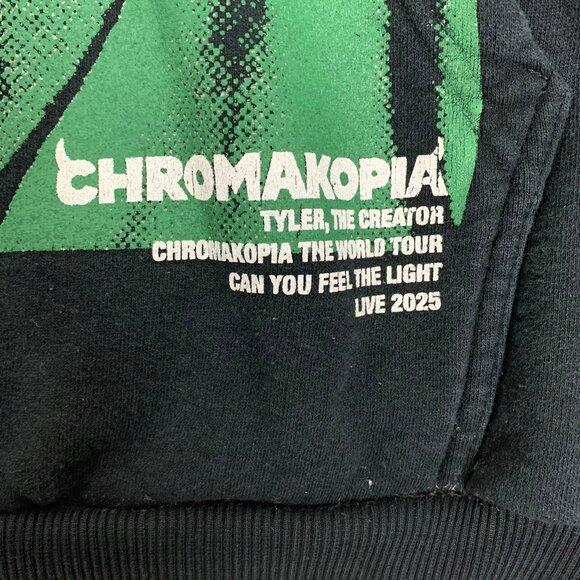 CHROMAKOPIA
TYLER, THE CREATOR
CHROMAKOPIA THE WORLD TOUR
CAN YOU FEEL THE LIGHT
LIVE 2025